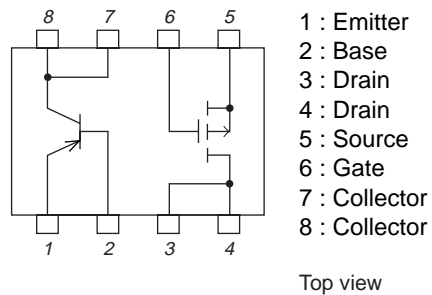 8 7 6 5
1 2 3 4
1 : Emitter
2 : Base
3 : Drain
4 : Drain
5 : Source
6 : Gate
7 : Collector
8 : Collector
Top view